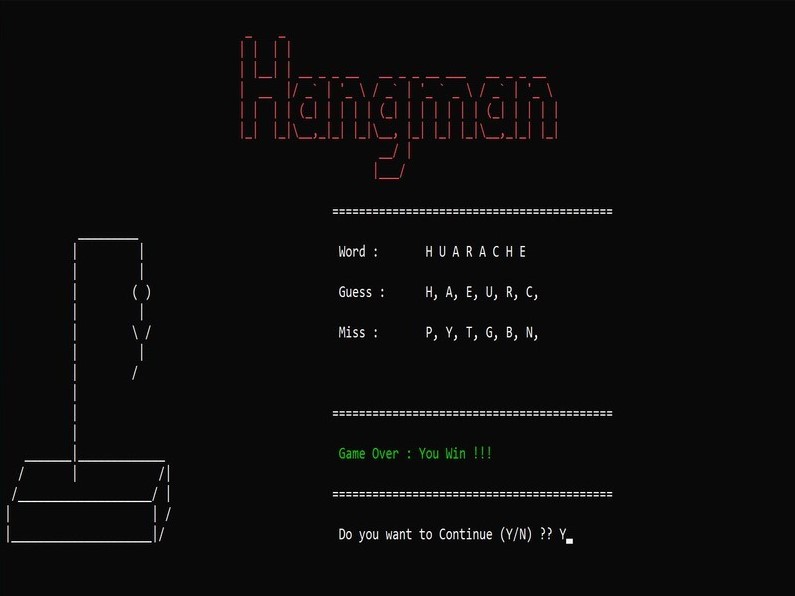 Hangman
==========================================
Word : H U A R A C H E
Guess : H, A, E, U, R, C,
Miss : P, Y, T, G, B, N,
==========================================
Game Over : You Win !!!
==========================================
Do you want to Continue (Y/N) ?? Y